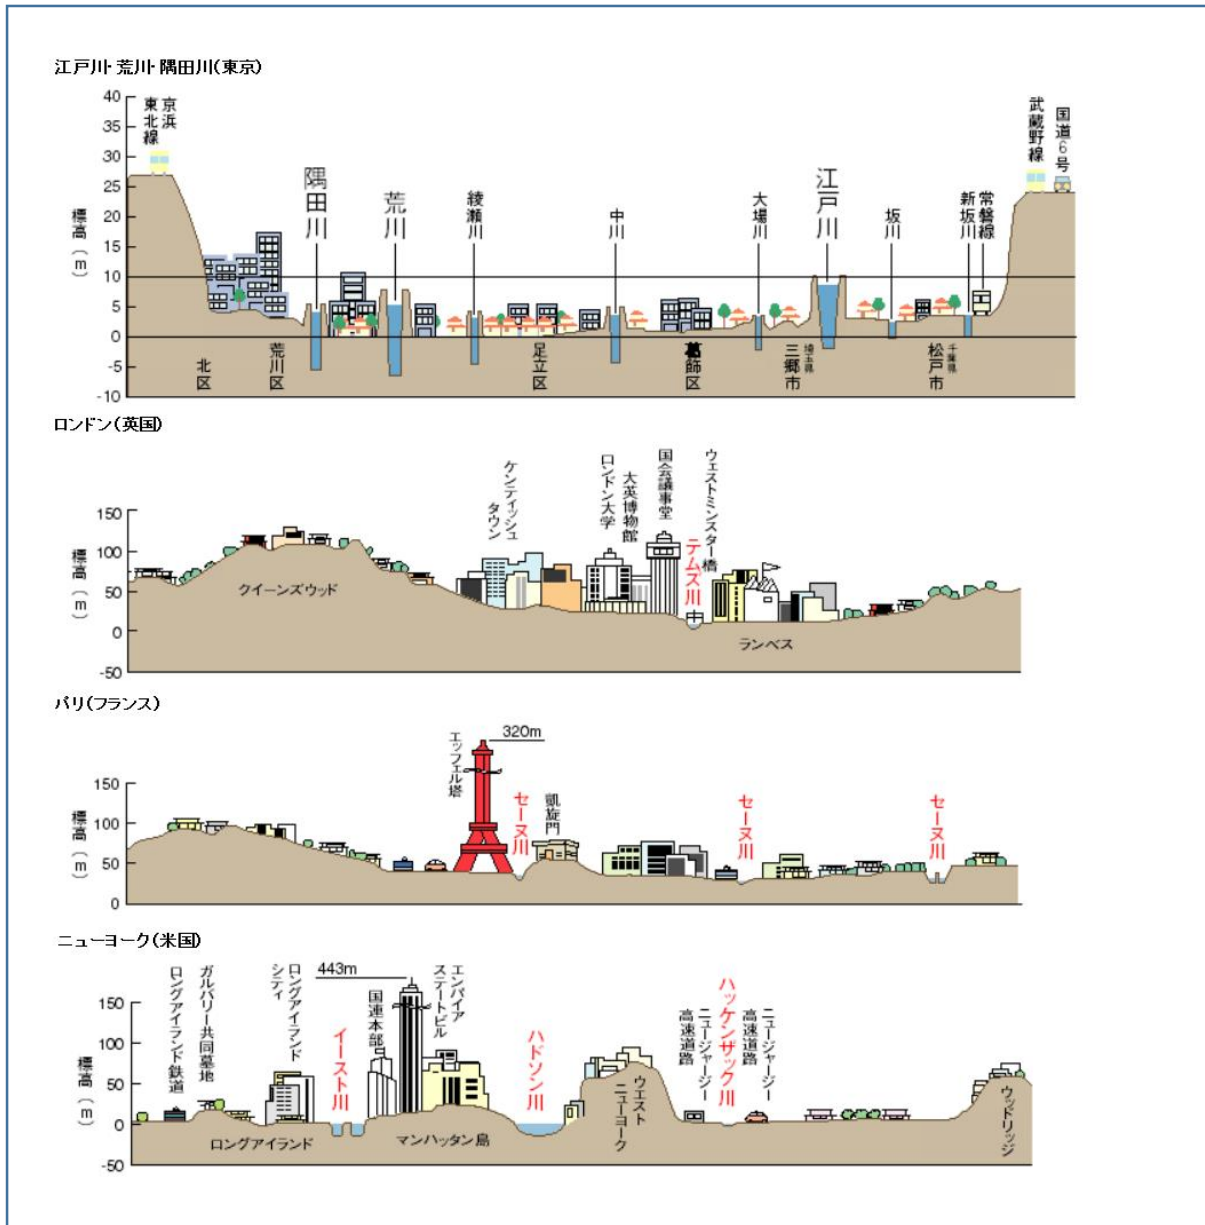 江戸川・荒川・隅田川(東京)
40
35
30
25
20
15
10
5
0
-5
-10
標高(m)
京浜
東北線
隅田川
荒川
綾瀬川
中川
大場川
江戸川
坂川
新坂川
常磐線
武蔵野線
国道6号
北区
荒川区
足立区
葛飾区
埼玉県
三郷市
千葉県
松戸市
ロンドン(英国)
150
100
50
0
-50
標高(m)
クイーンズウッド
ケンティッシュ
タウン
ロンドン大学
大英博物館
国会議事堂
テムズ川
ウェストミンスター橋
ランベス
パリ(フランス)
150
100
50
0
標高(m)
エッフェル塔
320m
セーヌ川
凱旋門
セーヌ川
セーヌ川
ニューヨーク(米国)
150
100
50
0
-50
標高(m)
ロングアイランド鉄道
ガルバリー共同墓地
ロングアイランド
シティ
443m
イースト川
国連本部
エンパイア
ステートビル
ハドソン川
ウエスト
ニューヨーク
ニュージャージー
高速道路
ハッケンザック川
ニュージャージー
高速道路
ロングアイランド
マンハッタン島
ウッドリッジ